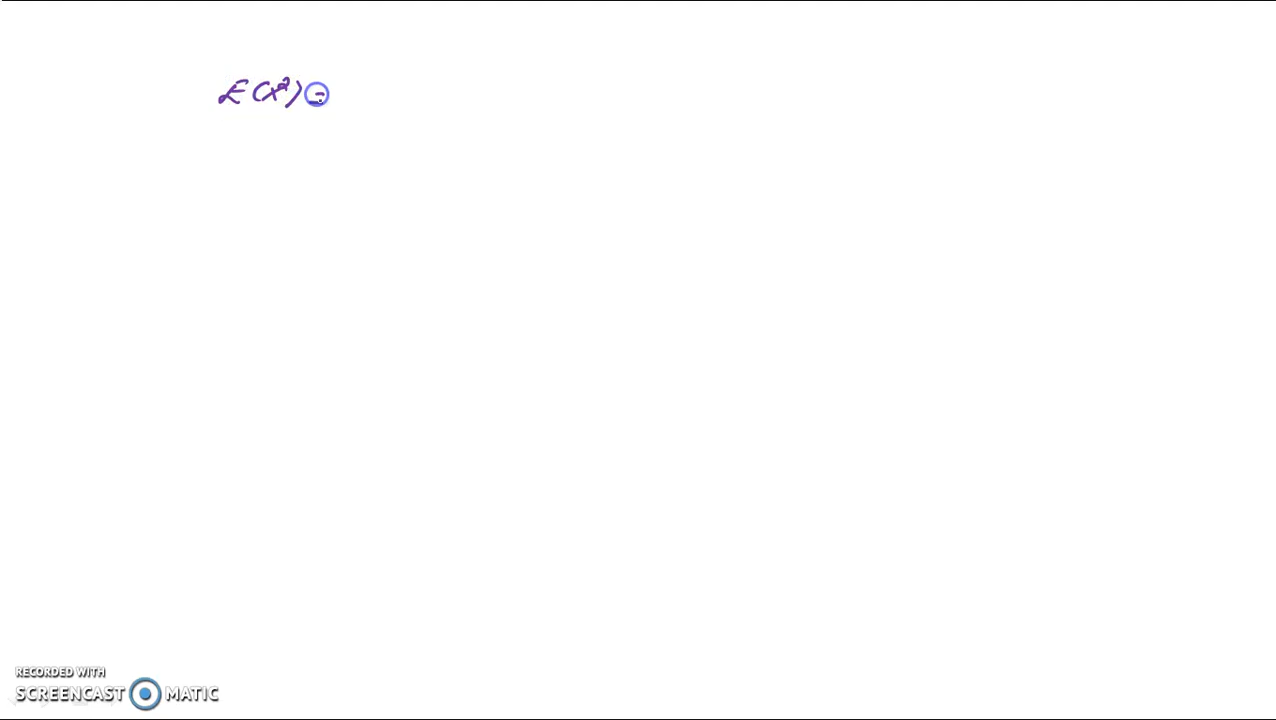 E(x²) =
RECORDED WITH
SCREENCAST MATIC